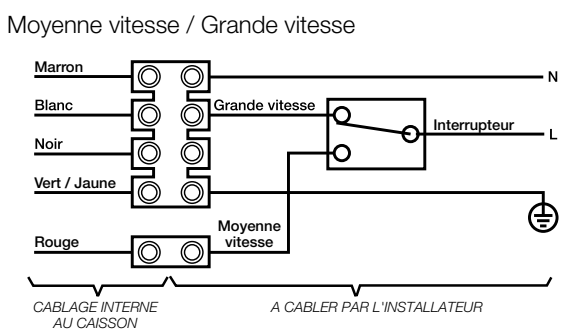 Moyenne vitesse / Grande vitesse
Marron
N
Blanc
Grande vitesse
Interrupteur
L
Noir
Vert / Jaune
Moyenne
vitesse
Rouge
CABLAGE INTERNE
AU CAISSON
A CABLER PAR L'INSTALLATEUR